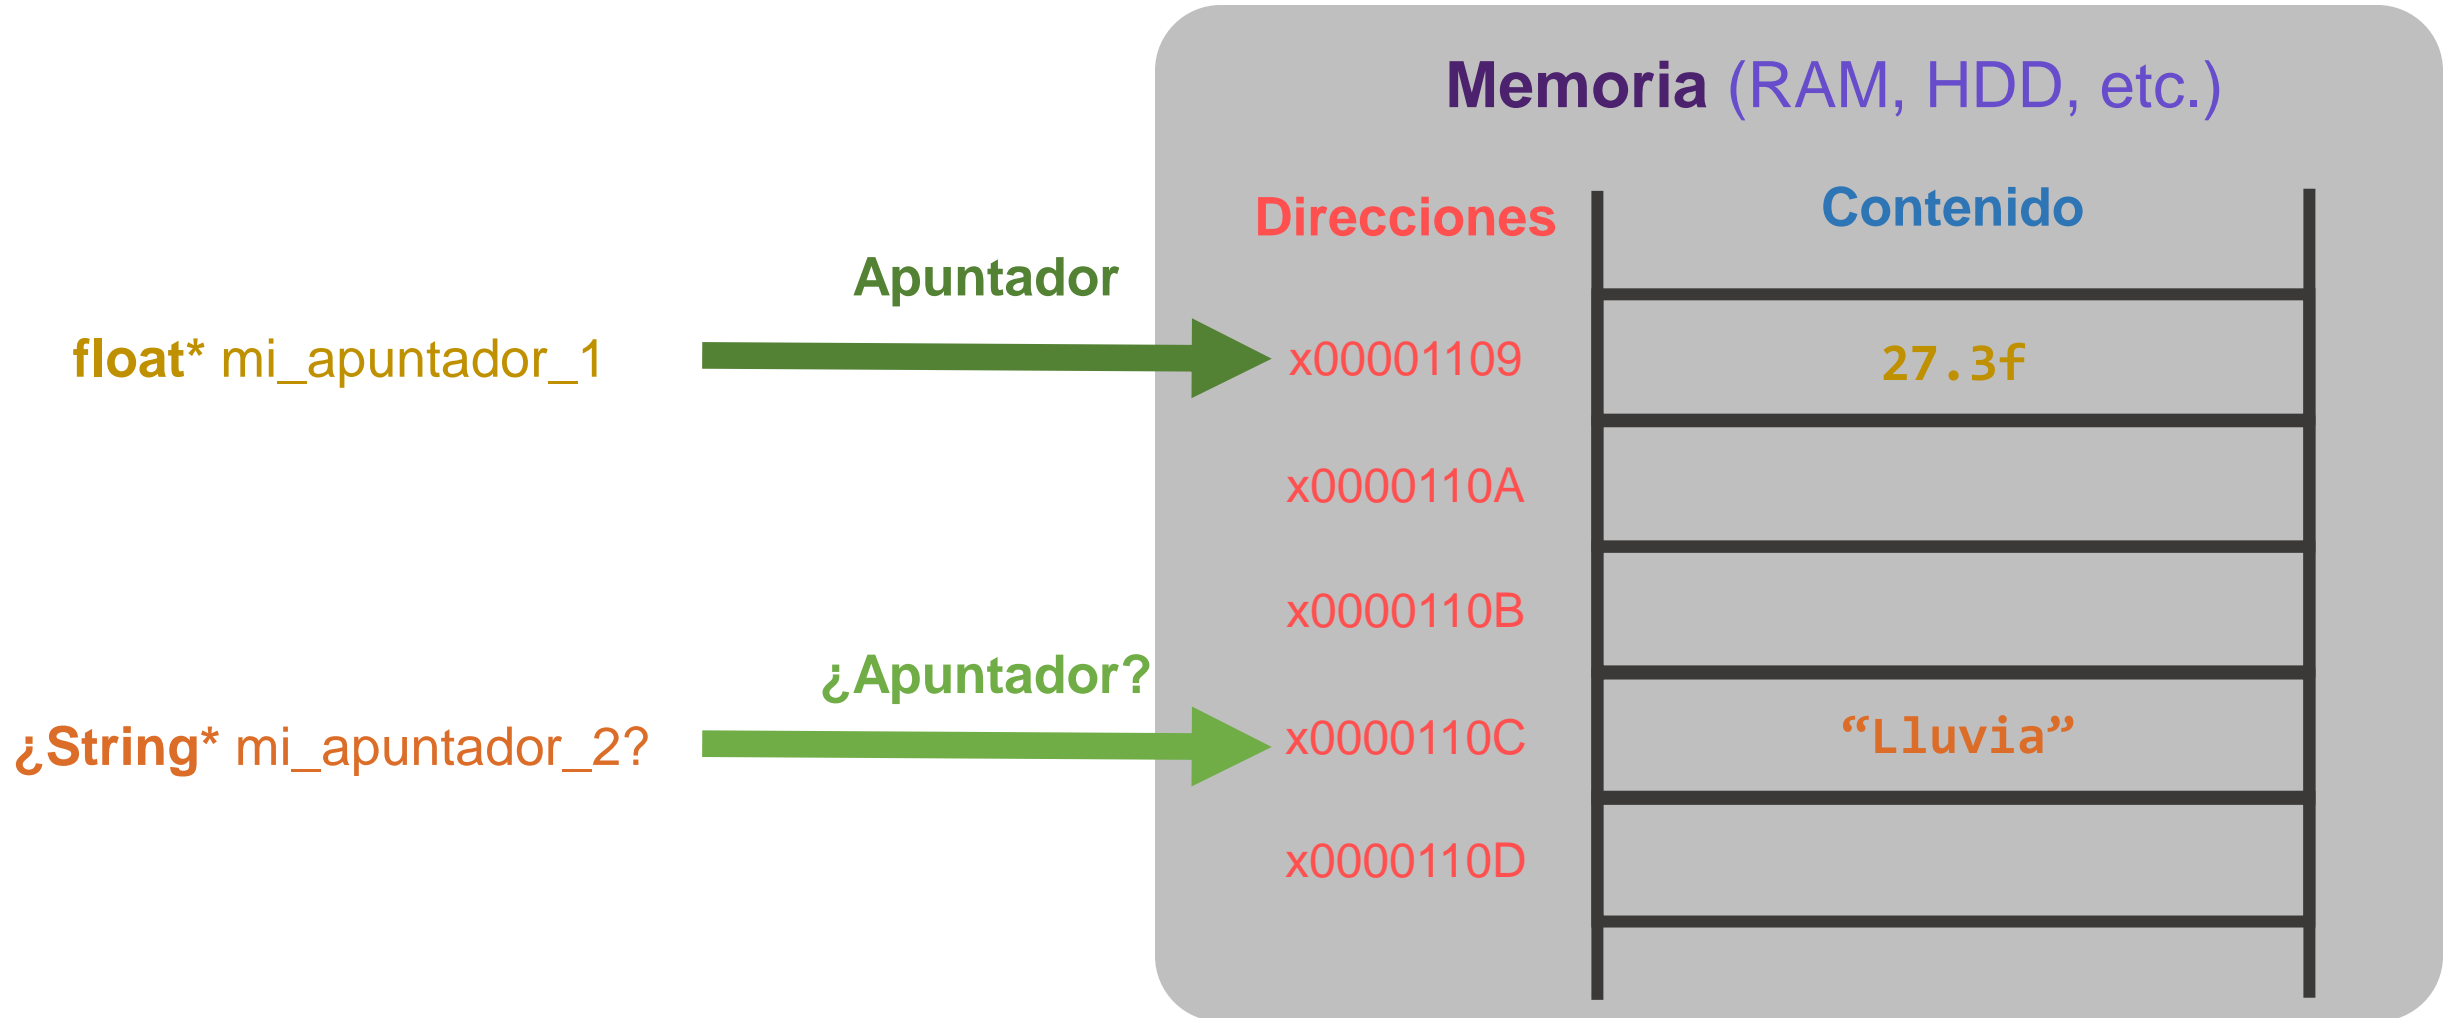 Memoria (RAM, HDD, etc.)
Direcciones
Contenido
Apuntador
float* mi_apuntador_1
x00001109
27.3f
x0000110A
x0000110B
¿Apuntador?
¿String* mi_apuntador_2?
x0000110C
“Lluvia”
x0000110D